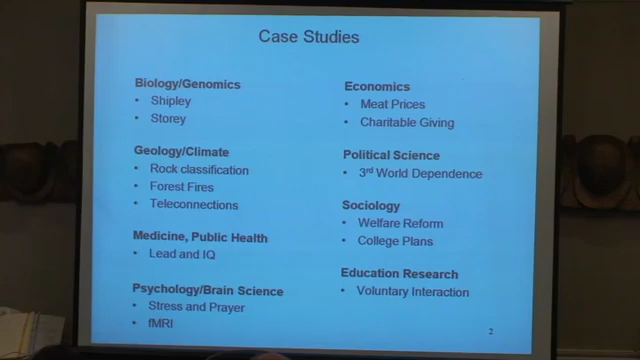 Case Studies
Biology/Genomics
• Shipley
• Storey
Geology/Climate
• Rock classification
• Forest Fires
• Teleconnections
Medicine, Public Health
• Lead and IQ
Psychology/Brain Science
• Stress and Prayer
• fMRI
Economics
• Meat Prices
• Charitable Giving
Political Science
• 3rd World Dependence
Sociology
• Welfare Reform
• College Plans
Education Research
• Voluntary Interaction
2